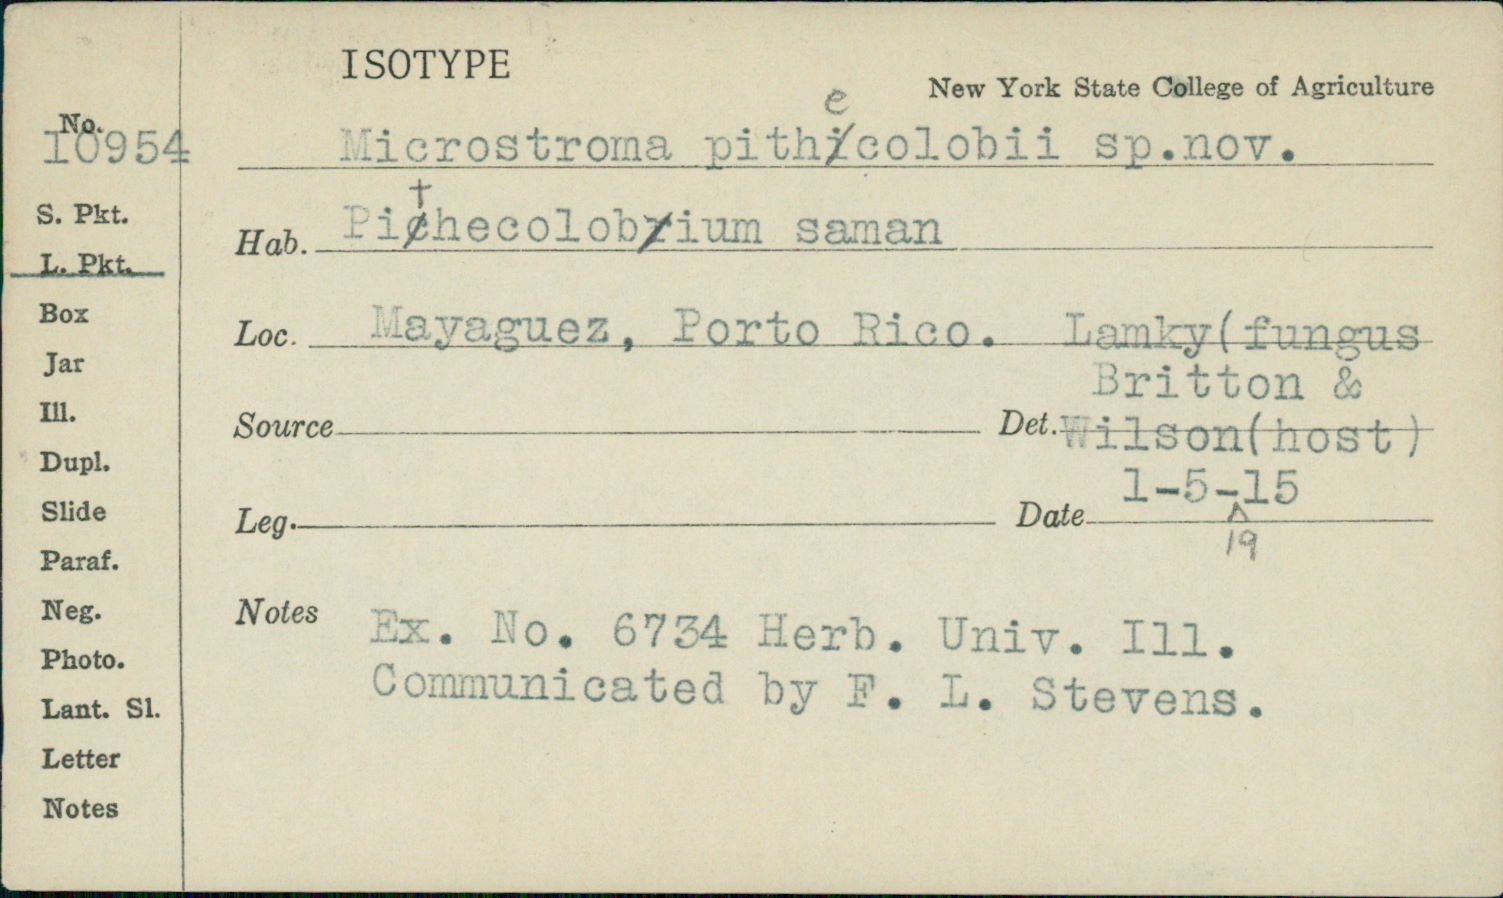 ISOTYPE
New York State College of Agriculture
No. 10954
e
Microstroma pithicolobii sp.nov.
S. Pkt.
t
Hab. Pichecolobrium saman
L. Pkt.
Box
Loc. Mayaguez, Porto Rico. Lamky(fungus
Jar
Britton &
Ill.
Source Det. Wilson(host)
Dupl.
Slide
Leg. Date 1-5-15
19
Paraf.
Neg.
Notes Ex. No. 6734 Herb. Univ. Ill.
Photo.
Communicated by F. L. Stevens.
Lant. Sl.
Letter
Notes